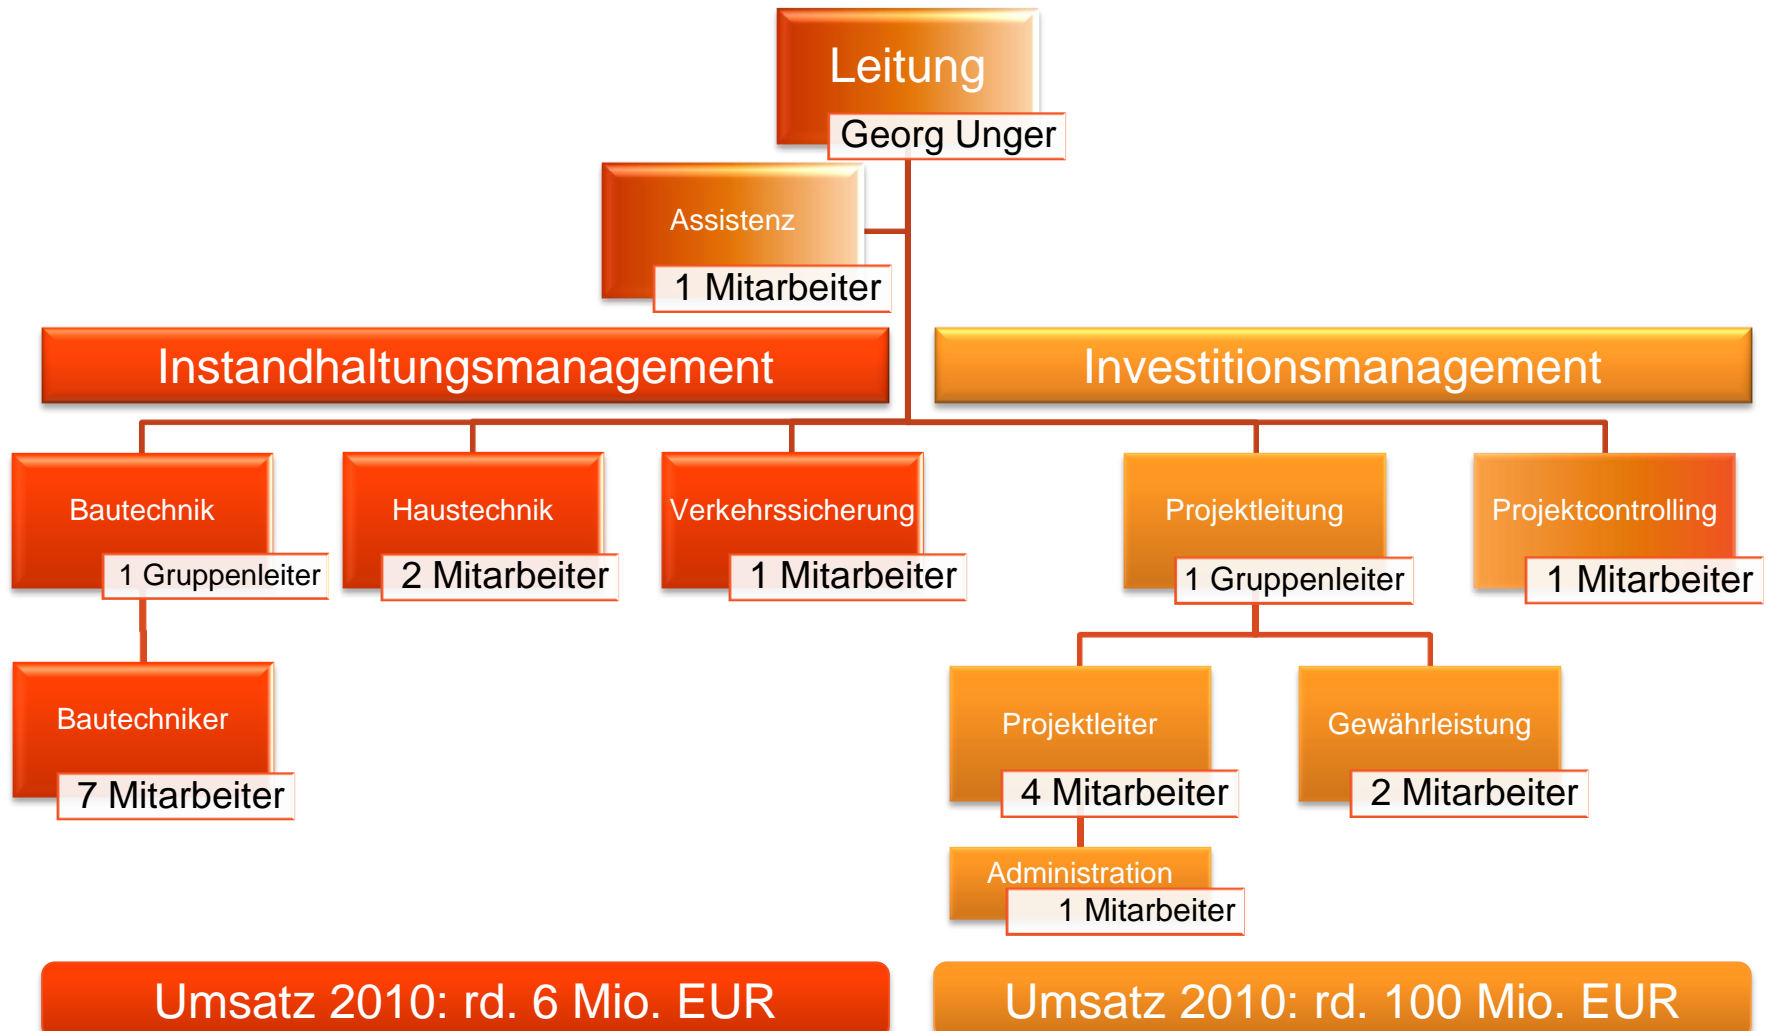 Leitung
Georg Unger
Assistenz
1 Mitarbeiter
Instandhaltungsmanagement
Investitionsmanagement
Bautechnik
1 Gruppenleiter
Haustechnik
2 Mitarbeiter
Verkehrssicherung
1 Mitarbeiter
Projektleitung
1 Gruppenleiter
Projektcontrolling
1 Mitarbeiter
Bautechniker
7 Mitarbeiter
Projektleiter
4 Mitarbeiter
Gewährleistung
2 Mitarbeiter
Administration
1 Mitarbeiter
Umsatz 2010: rd. 6 Mio. EUR
Umsatz 2010: rd. 100 Mio. EUR